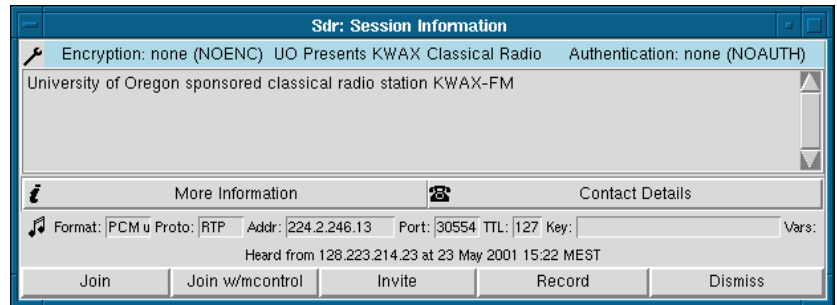 Sdr: Session Information
Encryption: none (NOENC) UO Presents KWAX Classical Radio Authentication: none (NOAUTH)
University of Oregon sponsored classical radio station KWAX-FM
More Information Contact Details
Format: PCM u Proto: RTP Addr: 224.2.246.13 Port: 30554 TTL: 127 Key: Vars:
Heard from 128.223.214.23 at 23 May 2001 15:22 MEST
Join Join w/mcontrol Invite Record Dismiss